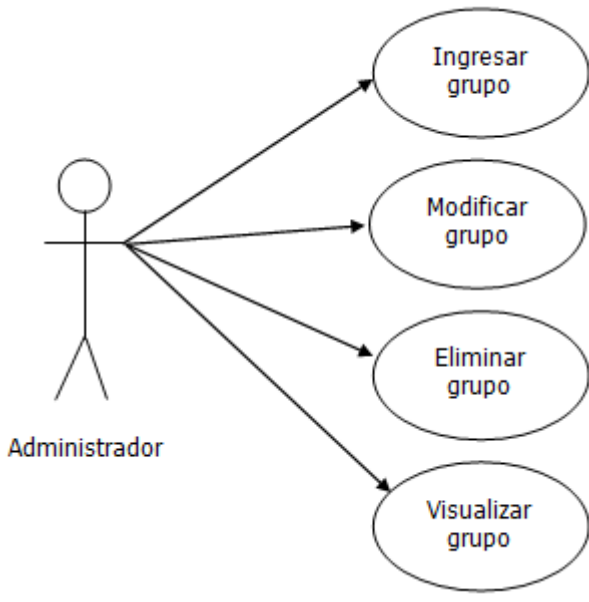 Ingresar
grupo
Modificar
grupo
Eliminar
grupo
Administrador
Visualizar
grupo